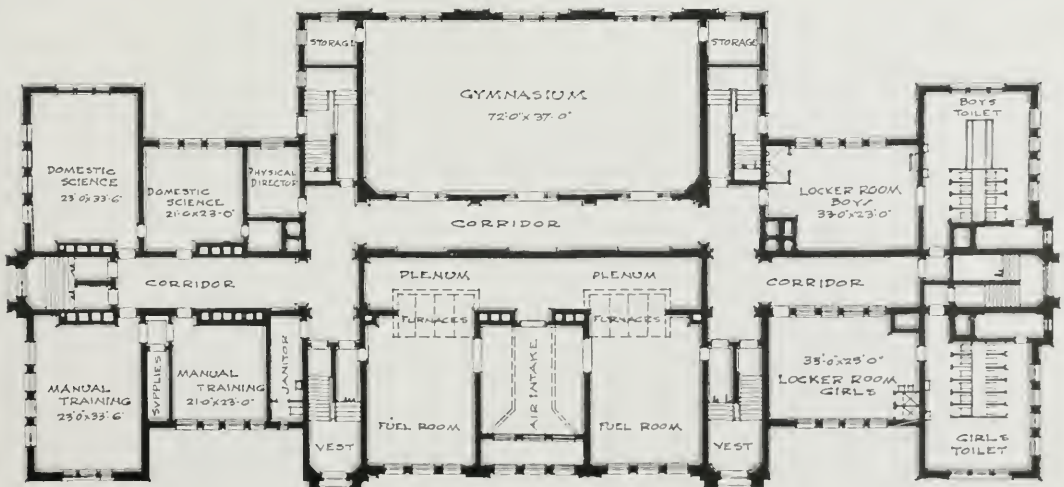 STORAGE
STORAGE
GYMNASIUM
72'-0" X 37'-0"
BOYS
TOILET
DOMESTIC
SCIENCE
23'0"X33'-6"
DOMESTIC
SCIENCE
21'-0X23-0"
PHYSICAL
DIRECTOR
LOCKER ROOM
BOYS
33'-0"X23'-0"
CORRIDOR
CORRIDOR
PLENUM
PLENUM
CORRIDOR
FURNACES
FURNACES
MANUAL
TRAINING
23'0"X33'6"
SUPPLIES
MANUAL
TRAINING
21'0"X23'-0"
JANITOR
AIR INTAKE
35'-0"X23'-0"
LOCKER ROOM
GIRLS
VEST
FUEL ROOM
FUEL ROOM
VEST
GIRLS
TOILET